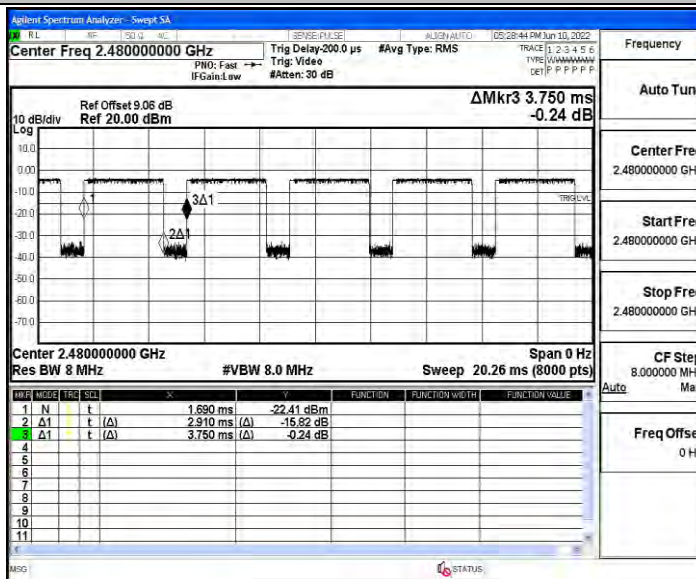 Agilent Spectrum Analyzer - Swept SA
RL RF 50 Ω AC SENSE:PULSE ALIGN AUTO 05:28:44 PM Jun 10, 2022
Center Freq 2.480000000 GHz
PNO: Fast
IFGain:Low
Trig Delay-200.0 µs
Trig: Video
#Atten: 30 dB
#Avg Type: RMS
TRACE 1 2 3 4 5 6
TYPE
DET P P P P P P
Ref Offset 9.06 dB
Ref 20.00 dBm
ΔMkr3 3.750 ms
-0.24 dB
10 dB/div
Log
10.0
0.00
-10.0
-20.0
-30.0
-40.0
-50.0
-60.0
-70.0
1
2Δ1
3Δ1
TRIG LVL
Center 2.480000000 GHz
Span 0 Hz
Res BW 8 MHz
#VBW 8.0 MHz
Sweep 20.26 ms (8000 pts)
MKR MODE TRC SCL X Y FUNCTION FUNCTION WIDTH FUNCTION VALUE
1 N t 1.690 ms -22.41 dBm
2 Δ1 t (Δ) 2.910 ms (Δ) -15.82 dB
3 Δ1 t (Δ) 3.750 ms (Δ) -0.24 dB
4
5
6
7
8
9
10
11
MSG
STATUS
Frequency
Auto Tun
Center Fre
2.480000000 GH
Start Fre
2.480000000 GH
Stop Fre
2.480000000 GH
CF Step
8.000000 MH
Auto Ma
Freq Offse
0 H